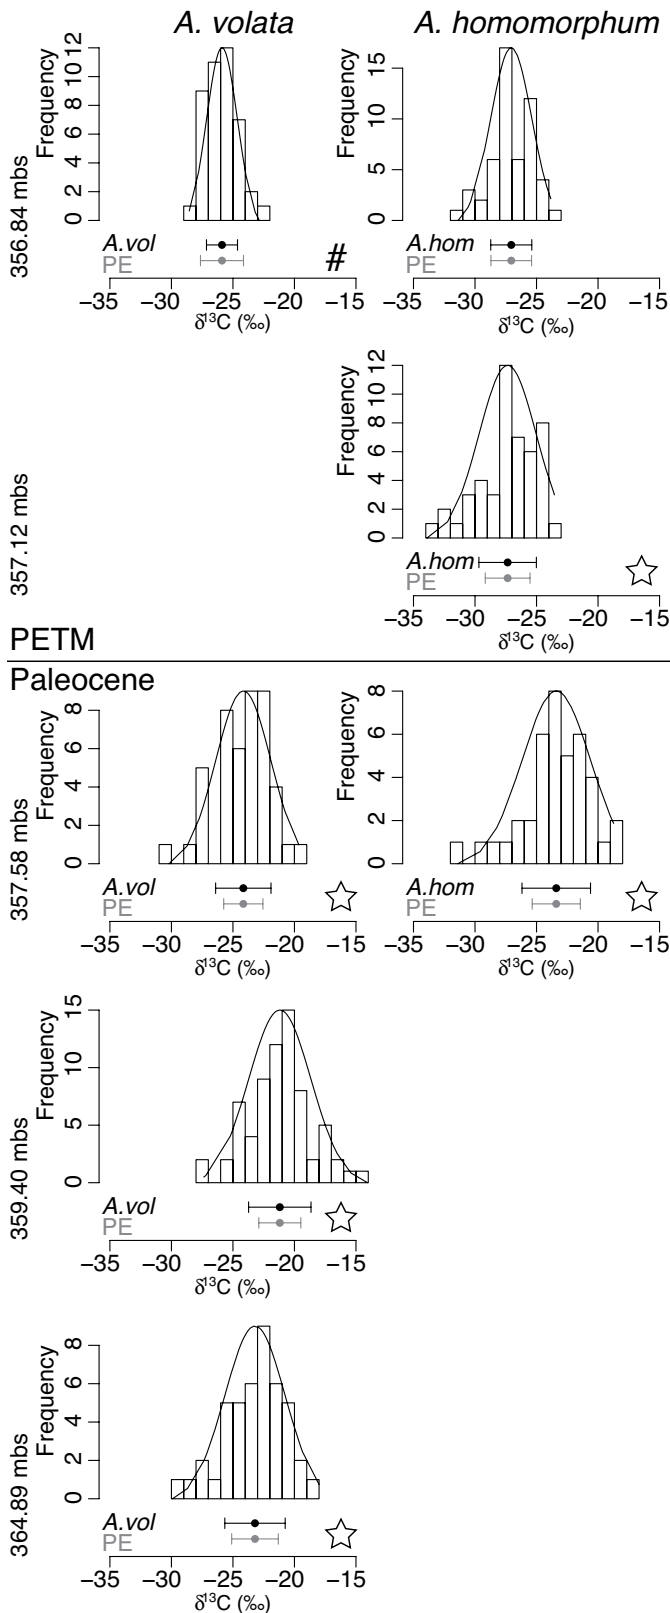 A. volata
A. homomorphum
356.84 mbs
Frequency
0 2 4 6 8 10 12
A.vol
PE
#
−35 −30 −25 −20 −15
δ13C (‰)
Frequency
0 5 10 15
A.hom
PE
−35 −30 −25 −20 −15
δ13C (‰)
357.12 mbs
Frequency
0 2 4 6 8 10 12
A.hom
PE
−35 −30 −25 −20 −15
δ13C (‰)
PETM
Paleocene
357.58 mbs
Frequency
0 2 4 6 8
A.vol
PE
−35 −30 −25 −20 −15
δ13C (‰)
Frequency
0 2 4 6 8
A.hom
PE
−35 −30 −25 −20 −15
δ13C (‰)
359.40 mbs
Frequency
0 5 10 15
A.vol
PE
−35 −30 −25 −20 −15
δ13C (‰)
364.89 mbs
Frequency
0 2 4 6 8
A.vol
PE
−35 −30 −25 −20 −15
δ13C (‰)